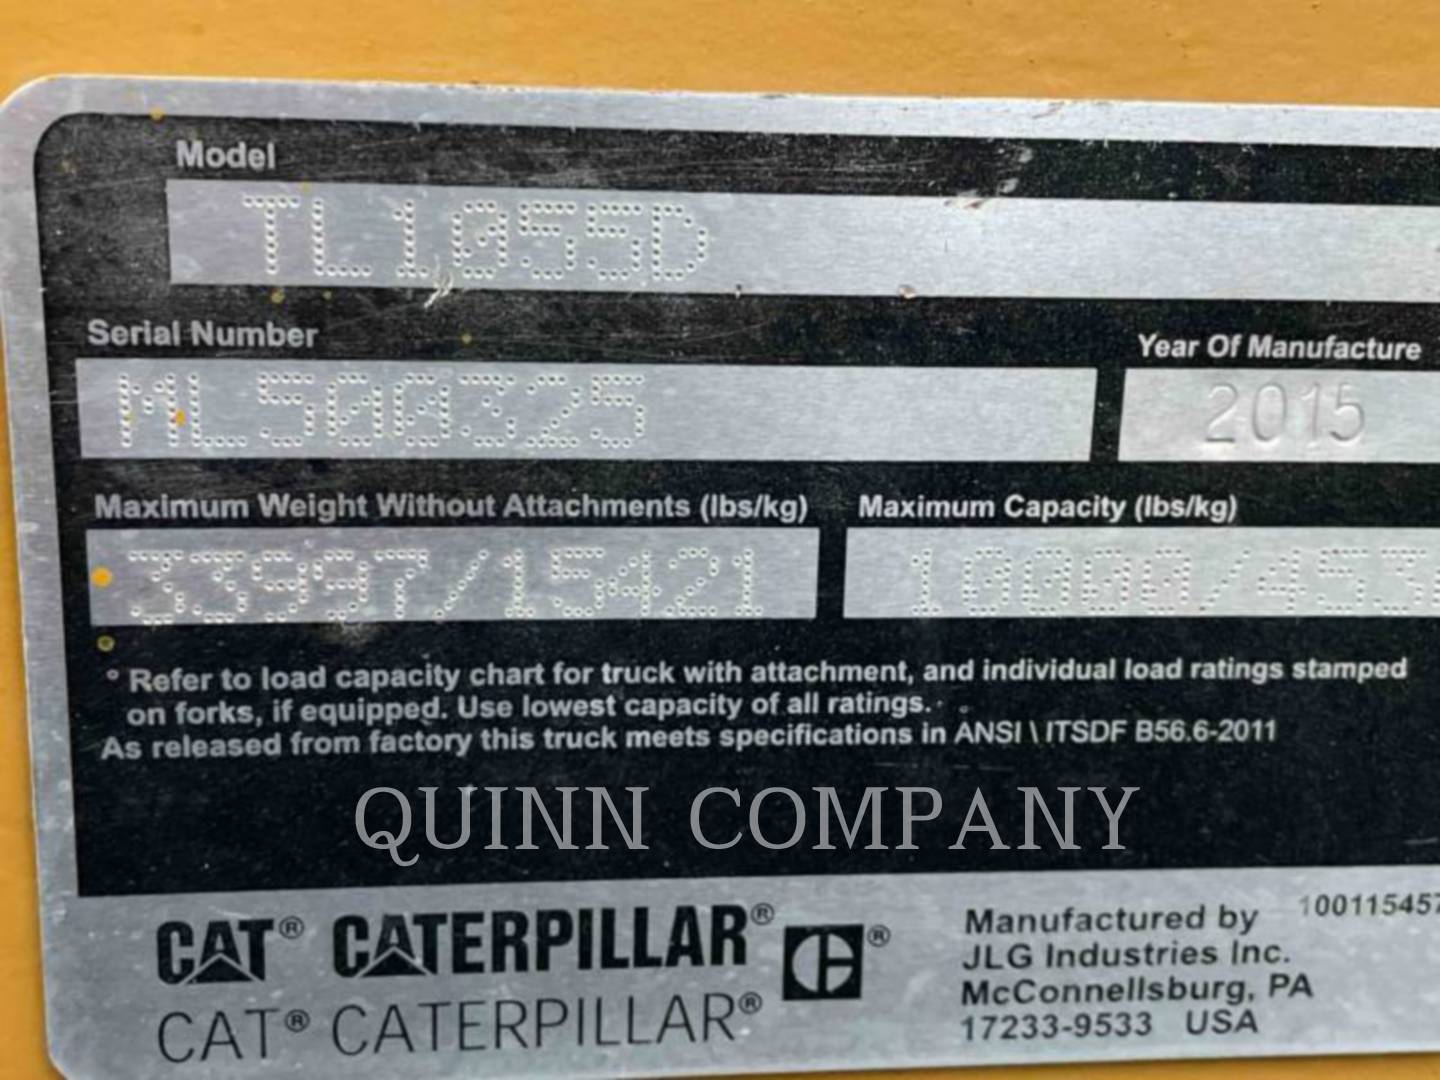 Model
TL1055D
Serial Number
ML500325
Year Of Manufacture
2015
Maximum Weight Without Attachments (lbs/kg)
33997/15421
Maximum Capacity (lbs/kg)
10000/453
° Refer to load capacity chart for truck with attachment, and individual load ratings stamped
on forks, if equipped. Use lowest capacity of all ratings.
As released from factory this truck meets specifications in ANSI \ ITSDF B56.6-2011
QUINN COMPANY
CAT® CATERPILLAR® ®
CAT® CATERPILLAR®
Manufactured by
JLG Industries Inc.
McConnellsburg, PA
17233-9533 USA
100115457